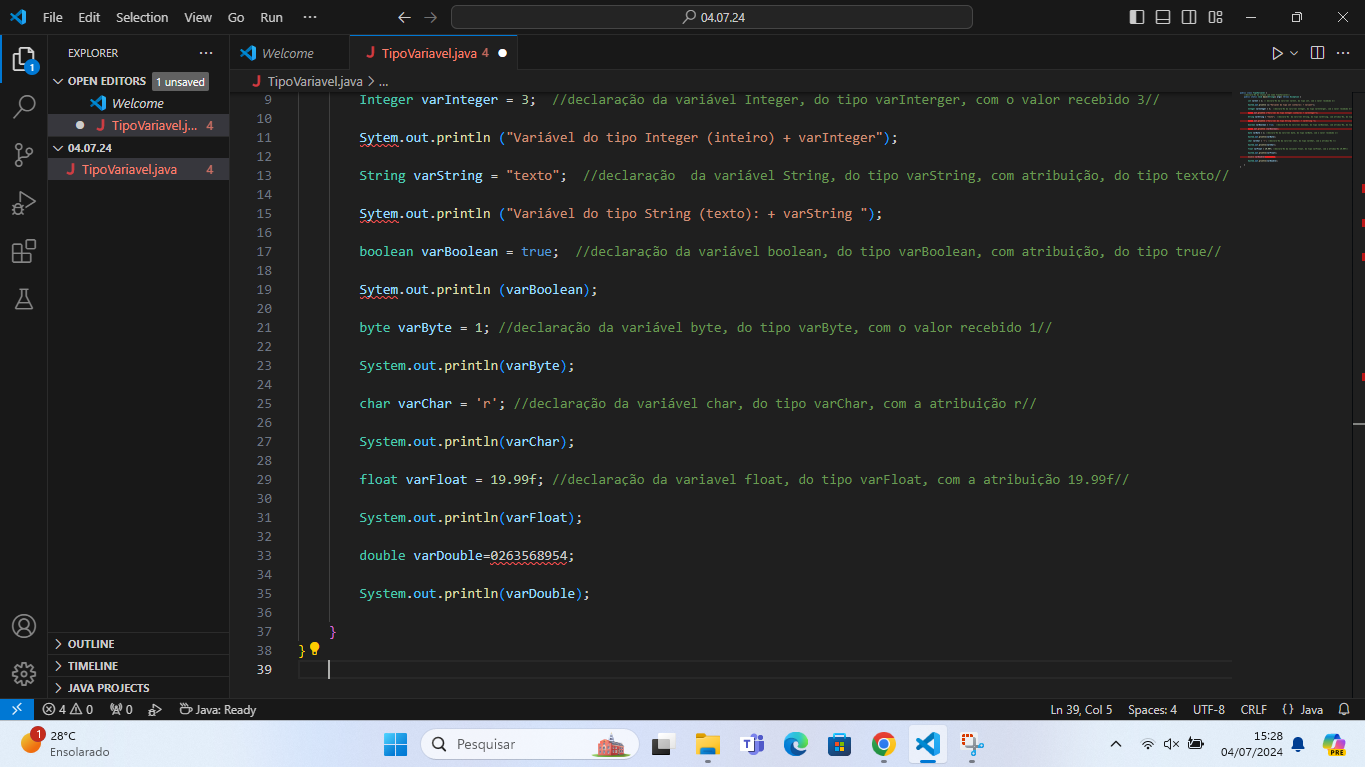 File Edit Selection View Go Run ··· 04.07.24
EXPLORER ···
OPEN EDITORS 1 unsaved
Welcome
TipoVariavel.j... 4
04.07.24
TipoVariavel.java 4
OUTLINE
TIMELINE
JAVA PROJECTS
Welcome TipoVariavel.java 4
TipoVariavel.java > ...
9 Integer varInteger = 3; //declaração da variável Integer, do tipo varInterger, com o valor recebido 3//
10
11 Sytem.out.println ("Variável do tipo Integer (inteiro) + varInteger");
12
13 String varString = "texto"; //declaração da variável String, do tipo varString, com atribuição, do tipo texto//
14
15 Sytem.out.println ("Variável do tipo String (texto): + varString ");
16
17 boolean varBoolean = true; //declaração da variável boolean, do tipo varBoolean, com atribuição, do tipo true//
18
19 Sytem.out.println (varBoolean);
20
21 byte varByte = 1; //declaração da variável byte, do tipo varByte, com o valor recebido 1//
22
23 System.out.println(varByte);
24
25 char varChar = 'r'; //declaração da variável char, do tipo varChar, com a atribuição r//
26
27 System.out.println(varChar);
28
29 float varFloat = 19.99f; //declaração da variavel float, do tipo varFloat, com a atribuição 19.99f//
30
31 System.out.println(varFloat);
32
33 double varDouble=0263568954;
34
35 System.out.println(varDouble);
36
37 }
38 }
39
4 0 0 Java: Ready Ln 39, Col 5 Spaces: 4 UTF-8 CRLF {} Java
1 28°C
Ensolarado
Pesquisar
15:28
04/07/2024
PRE